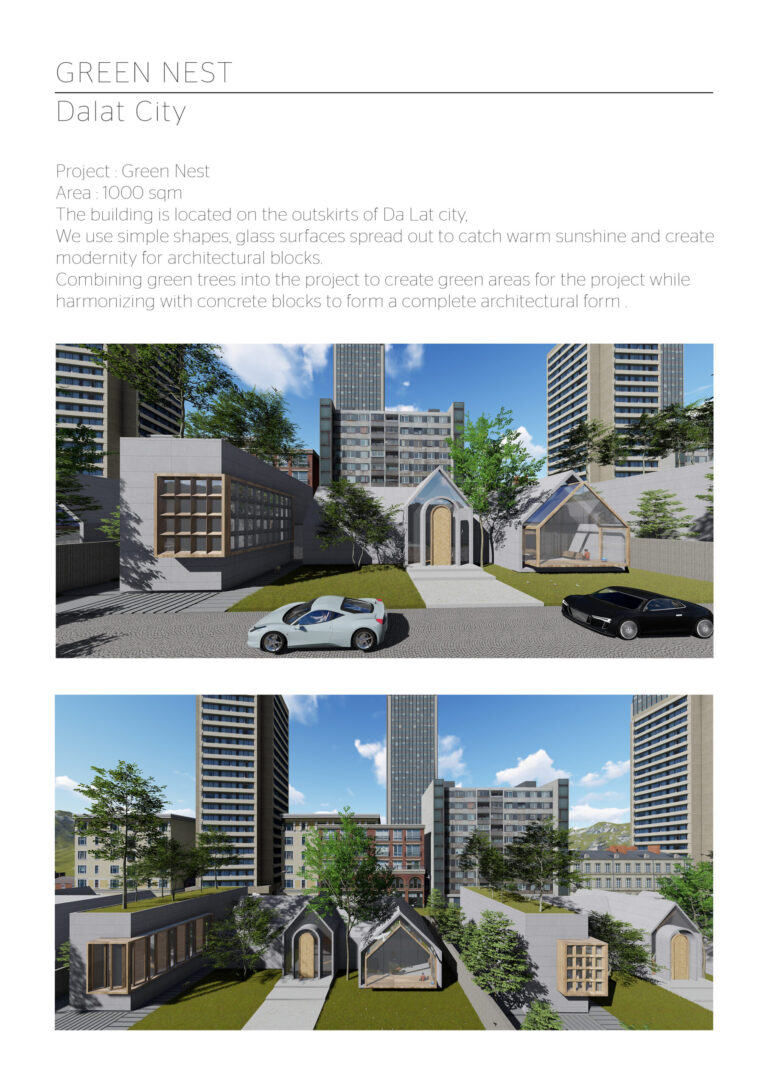 GREEN NEST
Dalat City
Project : Green Nest
Area : 1000 sqm
The building is located on the outskirts of Da Lat city,
We use simple shapes, glass surfaces spread out to catch warm sunshine and create
modernity for architectural blocks.
Combining green trees into the project to create green areas for the project while
harmonizing with concrete blocks to form a complete architectural form .